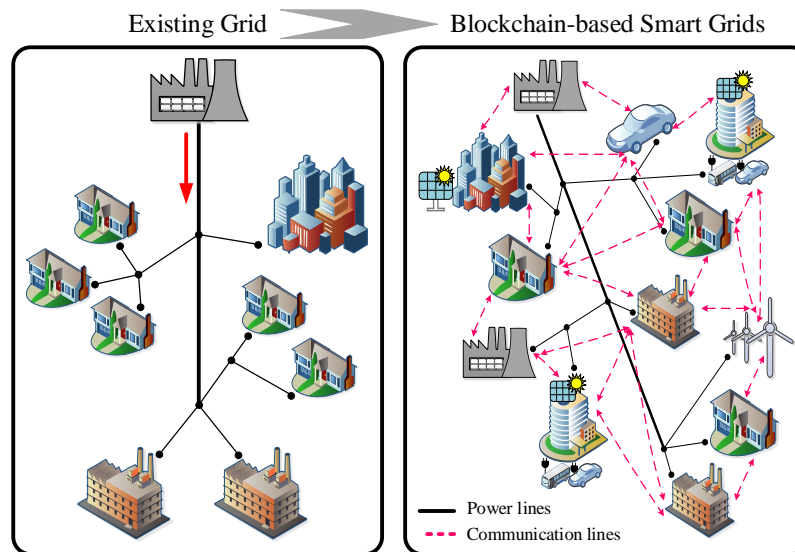 Existing Grid
Blockchain-based Smart Grids
Power lines
Communication lines